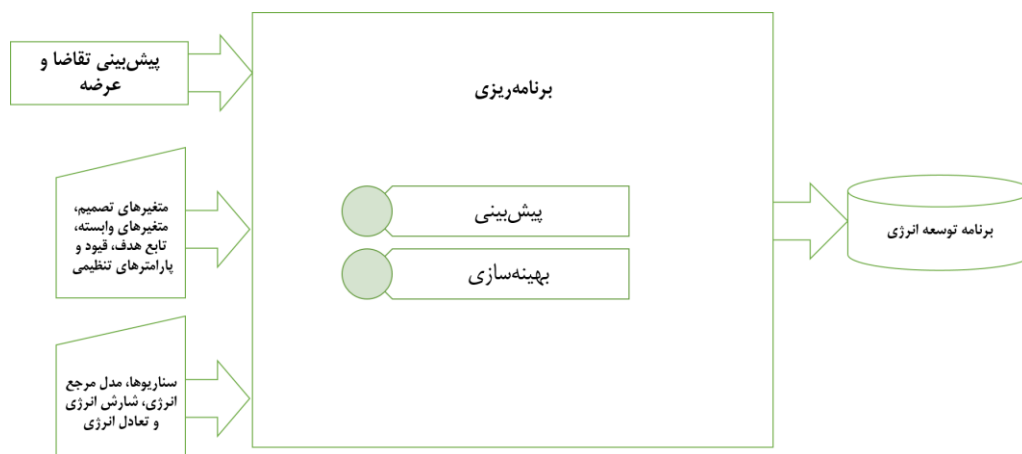 پیش‌بینی تقاضا و
عرضه
متغیرهای تصمیم،
متغیرهای وابسته،
تابع هدف، قیود و
پارامترهای تنظیمی
سناریوها، مدل مرجع
انرژی، شارش انرژی
و تعادل انرژی
برنامه‌ریزی
پیش‌بینی
بهینه‌سازی
برنامه توسعه انرژی